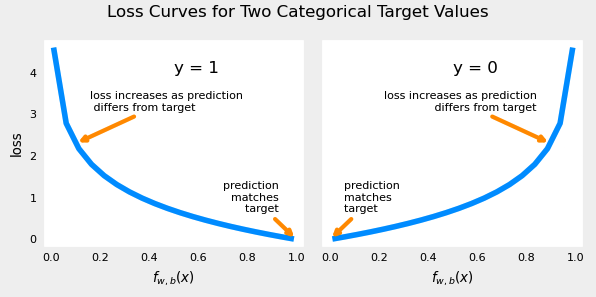 Loss Curves for Two Categorical Target Values
y = 1
loss increases as prediction
differs from target
prediction
matches
target
loss
4
3
2
1
0
0.0 0.2 0.4 0.6 0.8 1.0
f_{w,b}(x)
y = 0
loss increases as prediction
differs from target
prediction
matches
target
0.0 0.2 0.4 0.6 0.8 1.0
f_{w,b}(x)